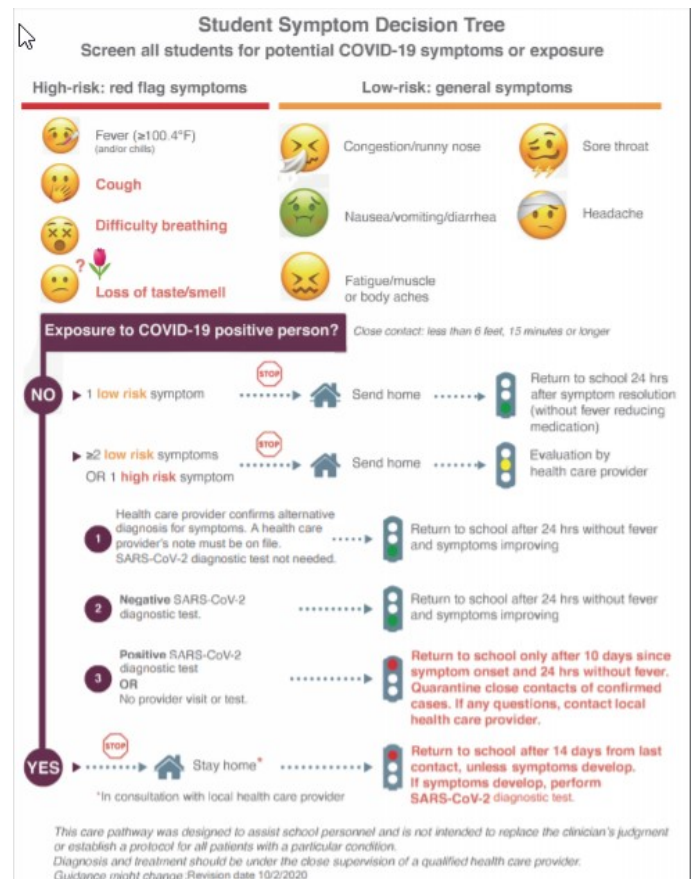 Student Symptom Decision Tree
Screen all students for potential COVID-19 symptoms or exposure
High-risk: red flag symptoms
Fever (≥100.4°F)
(and/or chills)
Cough
Difficulty breathing
?
Loss of taste/smell
Low-risk: general symptoms
Congestion/runny nose
Sore throat
Nausea/vomiting/diarrhea
Headache
Fatigue/muscle
or body aches
Exposure to COVID-19 positive person?
Close contact: less than 6 feet, 15 minutes or longer
NO
1 low risk symptom
STOP
Send home
Return to school 24 hrs
after symptom resolution
(without fever reducing
medication)
≥2 low risk symptoms
OR 1 high risk symptom
STOP
Send home
Evaluation by
health care provider
1
Health care provider confirms alternative
diagnosis for symptoms. A health care
provider's note must be on file.
SARS-CoV-2 diagnostic test not needed.
Return to school after 24 hrs without fever
and symptoms improving
2
Negative SARS-CoV-2
diagnostic test.
Return to school after 24 hrs without fever
and symptoms improving
3
Positive SARS-CoV-2
diagnostic test
OR
No provider visit or test.
Return to school only after 10 days since
symptom onset and 24 hrs without fever.
Quarantine close contacts of confirmed
cases. If any questions, contact local
health care provider.
YES
STOP
Stay home*
*In consultation with local health care provider
Return to school after 14 days from last
contact, unless symptoms develop.
If symptoms develop, perform
SARS-CoV-2 diagnostic test.
This care pathway was designed to assist school personnel and is not intended to replace the clinician's judgment
or establish a protocol for all patients with a particular condition.
Diagnosis and treatment should be under the close supervision of a qualified health care provider.
Guidance might change:Revision date 10/2/2020